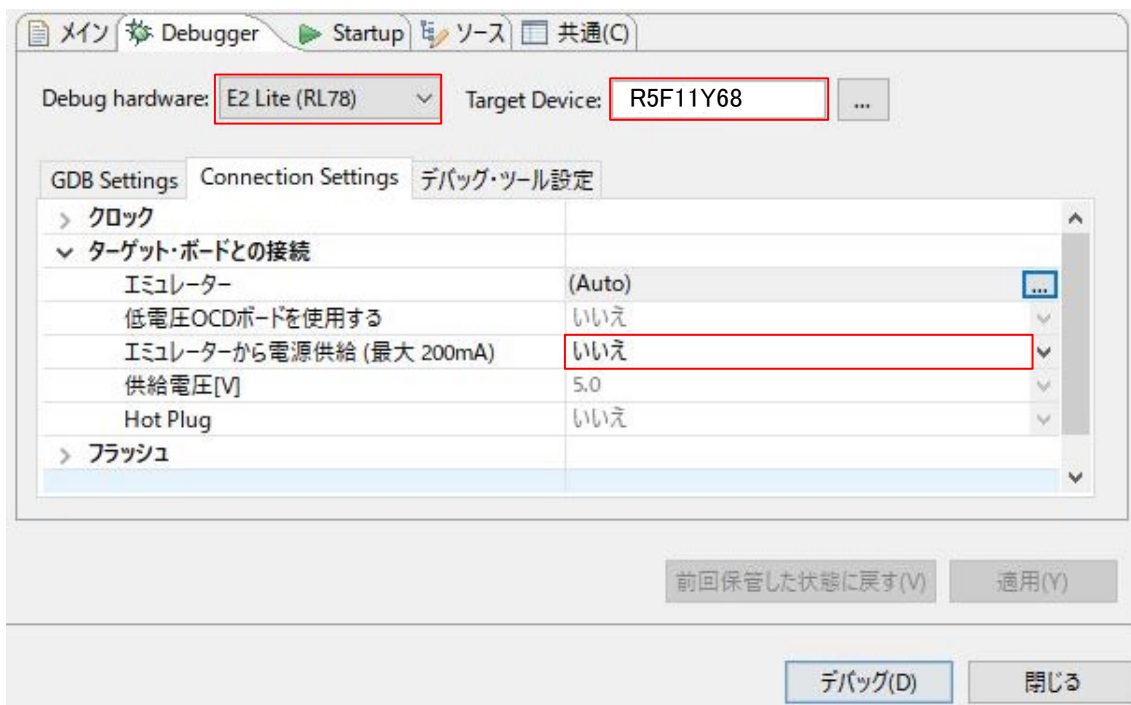 メイン Debugger Startup ソース 共通(C)
Debug hardware: E2 Lite (RL78) Target Device: R5F11Y68 ...
GDB Settings Connection Settings デバッグ・ツール設定
クロック
ターゲット・ボードとの接続
エミュレーター (Auto) ...
低電圧OCDボードを使用する いいえ
エミュレーターから電源供給 (最大 200mA) いいえ
供給電圧[V] 5.0
Hot Plug いいえ
フラッシュ
前回保管した状態に戻す(V) 適用(Y)
デバッグ(D) 閉じる